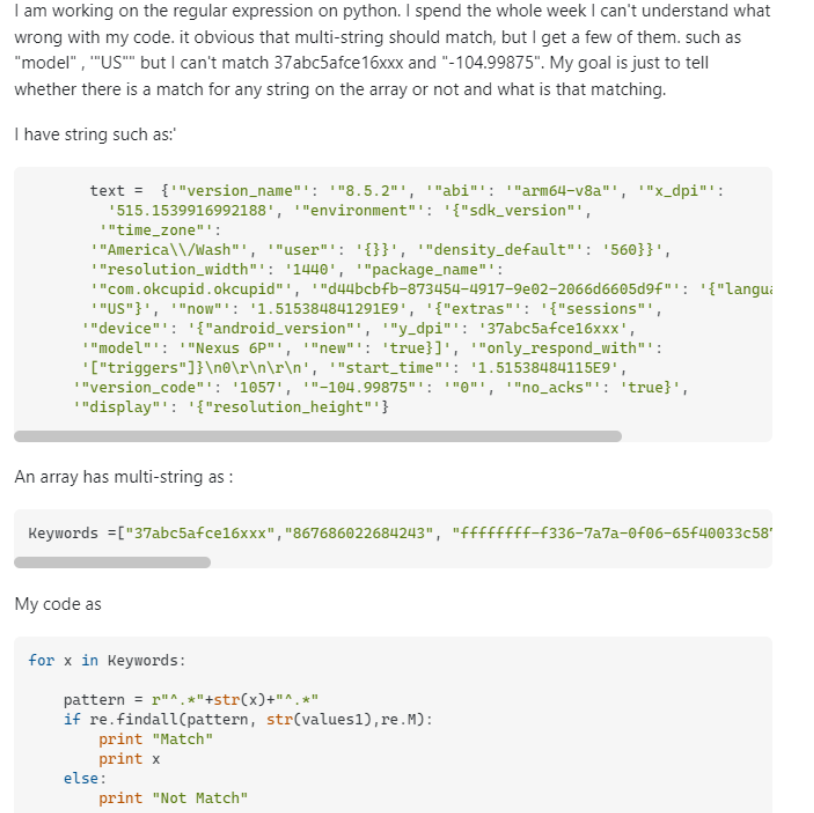 I am working on the regular expression on python. I spend the whole week I can't understand what
wrong with my code. it obvious that multi-string should match, but I get a few of them. such as
"model" , '"US"" but I can't match 37abc5afce16xxx and "-104.99875". My goal is just to tell
whether there is a match for any string on the array or not and what is that matching.
I have string such as:'
text =  {'"version_name"': '"8.5.2"', '"abi"': '"arm64-v8a"', '"x_dpi"':
'515.1539916992188', '"environment"': '{"sdk_version"',
'"time_zone"':
'"America\\/Wash"', '"user"': '{}}', '"density_default"': '560}}',
'"resolution_width"': '1440', '"package_name"':
'"com.okcupid.okcupid"', '"d44bcbfb-873454-4917-9e02-2066d6605d9f"': '{"langua
'"US"}', '"now"': '1.515384841291E9', '{"extras"': '{"sessions"',
'"device"': '{"android_version"', '"y_dpi"': '37abc5afce16xxx',
'"model"': '"Nexus 6P"', '"new"': 'true}]', '"only_respond_with"':
'["triggers"]}\n0\r\n\r\n', '"start_time"': '1.51538484115E9',
'"version_code"': '1057', '"-104.99875"': '"0"', '"no_acks"': 'true}',
'"display"': '{"resolution_height"'}
An array has multi-string as :
Keywords =["37abc5afce16xxx","867686022684243", "ffffffff-f336-7a7a-0f06-65f40033c58"
My code as
for x in Keywords:
pattern = r"^.*"+str(x)+"^.*"
if re.findall(pattern, str(values1),re.M):
print "Match"
print x
else:
print "Not Match"